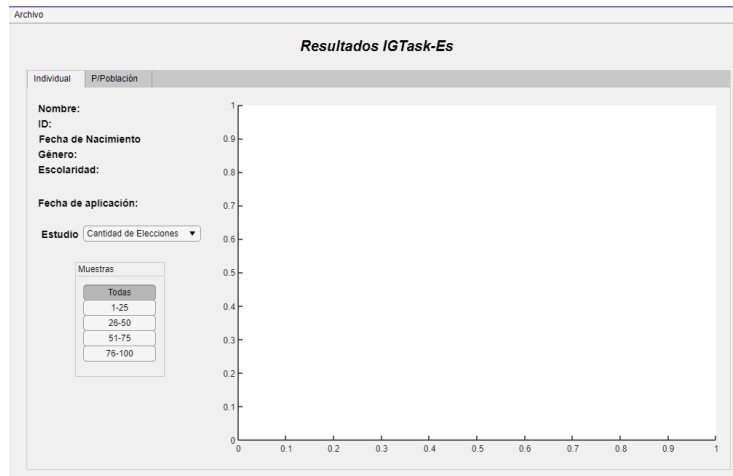 Archivo
Resultados IGTask-Es
Individual P/Población
Nombre:
ID:
Fecha de Nacimiento
Género:
Escolaridad:
Fecha de aplicación:
Estudio Cantidad de Elecciones
Muestras
Todas
1-25
26-50
51-75
76-100
1
0.9
0.8
0.7
0.6
0.5
0.4
0.3
0.2
0.1
0
0 0.1 0.2 0.3 0.4 0.5 0.6 0.7 0.8 0.9 1